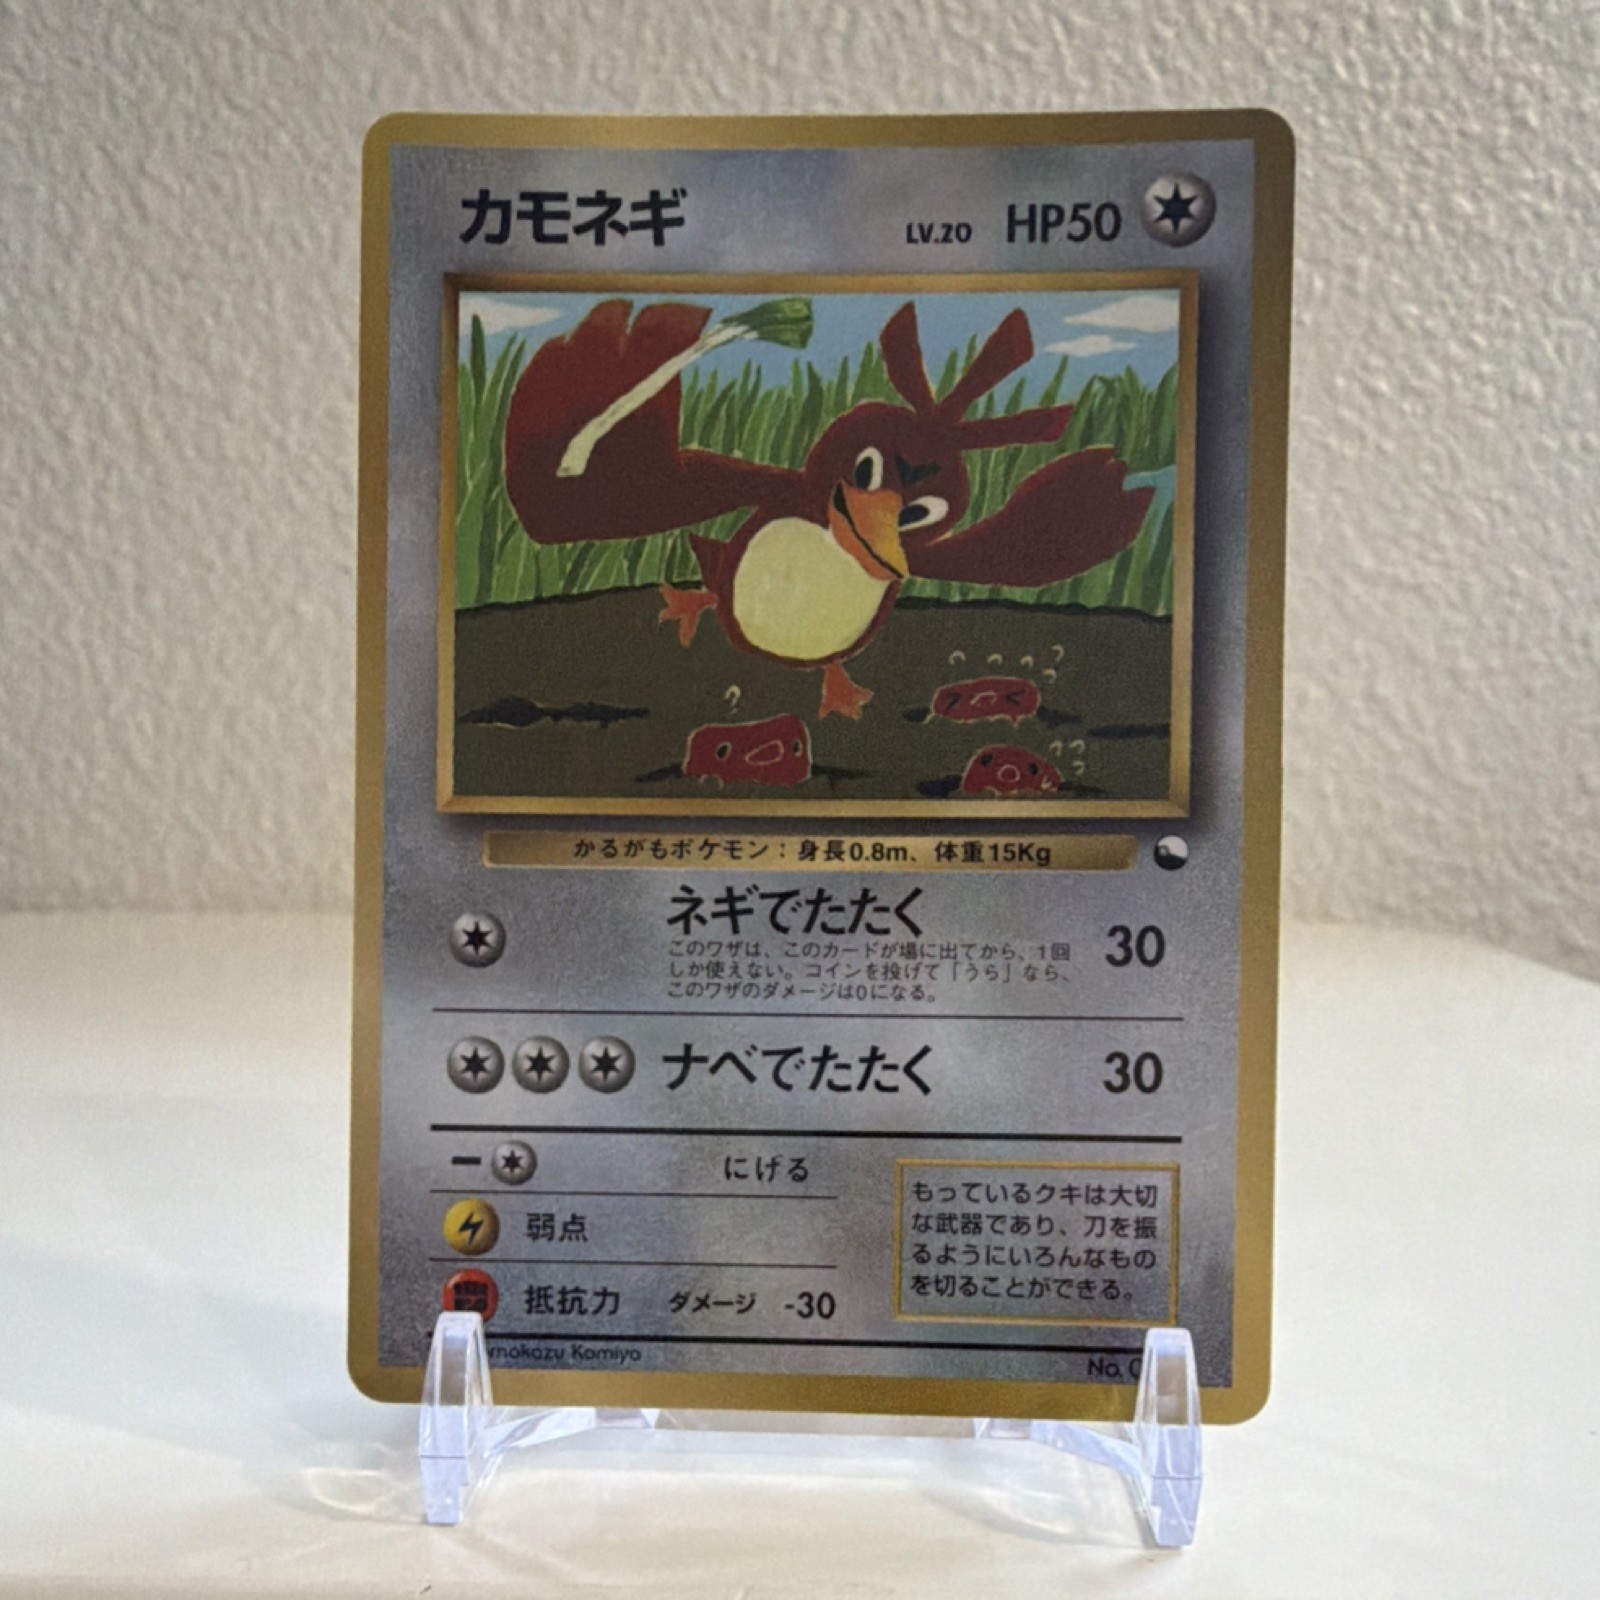 カモネギ LV.20 HP50
かるがもポケモン：身長0.8m、体重15Kg
ネギでたたく 30
このワザは、このカードが場に出てから、1回
しか使えない。コインを投げて「うら」なら、
このワザのダメージは0になる。
ナベでたたく 30
− にげる
弱点
抵抗力 ダメージ -30
もっているクキは大切
な武器であり、刀を振
るようにいろんなもの
を切ることができる。
Komiya
No.